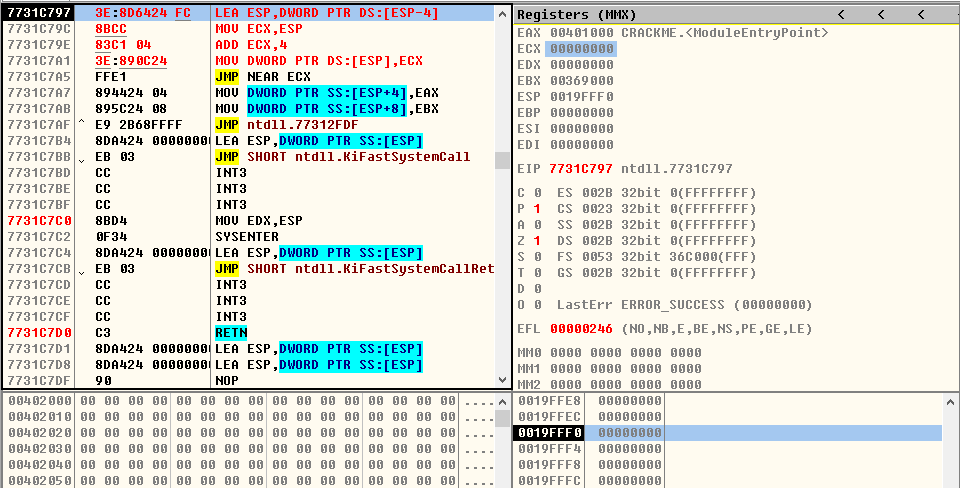 7731C797 3E:8D6424 FC LEA ESP,DWORD PTR DS:[ESP-4]
7731C79C 8BCC MOV ECX,ESP
7731C79E 83C1 04 ADD ECX,4
7731C7A1 3E:890C24 MOV DWORD PTR DS:[ESP],ECX
7731C7A5 FFE1 JMP NEAR ECX
7731C7A7 894424 04 MOV DWORD PTR SS:[ESP+4],EAX
7731C7AB 895C24 08 MOV DWORD PTR SS:[ESP+8],EBX
7731C7AF ^ E9 2B68FFFF JMP ntdll.77312FDF
7731C7B4 8DA424 0000000 LEA ESP,DWORD PTR SS:[ESP]
7731C7BB EB 03 JMP SHORT ntdll.KiFastSystemCall
7731C7BD CC INT3
7731C7BE CC INT3
7731C7BF CC INT3
7731C7C0 8BD4 MOV EDX,ESP
7731C7C2 0F34 SYSENTER
7731C7C4 8DA424 0000000 LEA ESP,DWORD PTR SS:[ESP]
7731C7CB EB 03 JMP SHORT ntdll.KiFastSystemCallRet
7731C7CD CC INT3
7731C7CE CC INT3
7731C7CF CC INT3
7731C7D0 C3 RETN
7731C7D1 8DA424 0000000 LEA ESP,DWORD PTR SS:[ESP]
7731C7D8 8DA424 0000000 LEA ESP,DWORD PTR SS:[ESP]
7731C7DF 90 NOP
Registers (MMX) < < <
EAX 00401000 CRACKME.<ModuleEntryPoint>
ECX 00000000
EDX 00000000
EBX 00369000
ESP 0019FFF0
EBP 00000000
ESI 00000000
EDI 00000000
EIP 7731C797 ntdll.7731C797
C 0 ES 002B 32bit 0(FFFFFFFF)
P 1 CS 0023 32bit 0(FFFFFFFF)
A 0 SS 002B 32bit 0(FFFFFFFF)
Z 1 DS 002B 32bit 0(FFFFFFFF)
S 0 FS 0053 32bit 36C000(FFF)
T 0 GS 002B 32bit 0(FFFFFFFF)
D 0
O 0 LastErr ERROR_SUCCESS (00000000)
EFL 00000246 (NO,NB,E,BE,NS,PE,GE,LE)
MM0 0000 0000 0000 0000
MM1 0000 0000 0000 0000
MM2 0000 0000 0000 0000
00402000 00 00 00 00 00 00 00 00 00 00 00 00 00 00 00 00 ....
00402010 00 00 00 00 00 00 00 00 00 00 00 00 00 00 00 00 ....
00402020 00 00 00 00 00 00 00 00 00 00 00 00 00 00 00 00 ....
00402030 00 00 00 00 00 00 00 00 00 00 00 00 00 00 00 00 ....
00402040 00 00 00 00 00 00 00 00 00 00 00 00 00 00 00 00 ....
00402050 00 00 00 00 00 00 00 00 00 00 00 00 00 00 00 00 ....
0019FFE8 00000000
0019FFEC 00000000
0019FFF0 00000000
0019FFF4 00000000
0019FFF8 00000000
0019FFFC 00000000